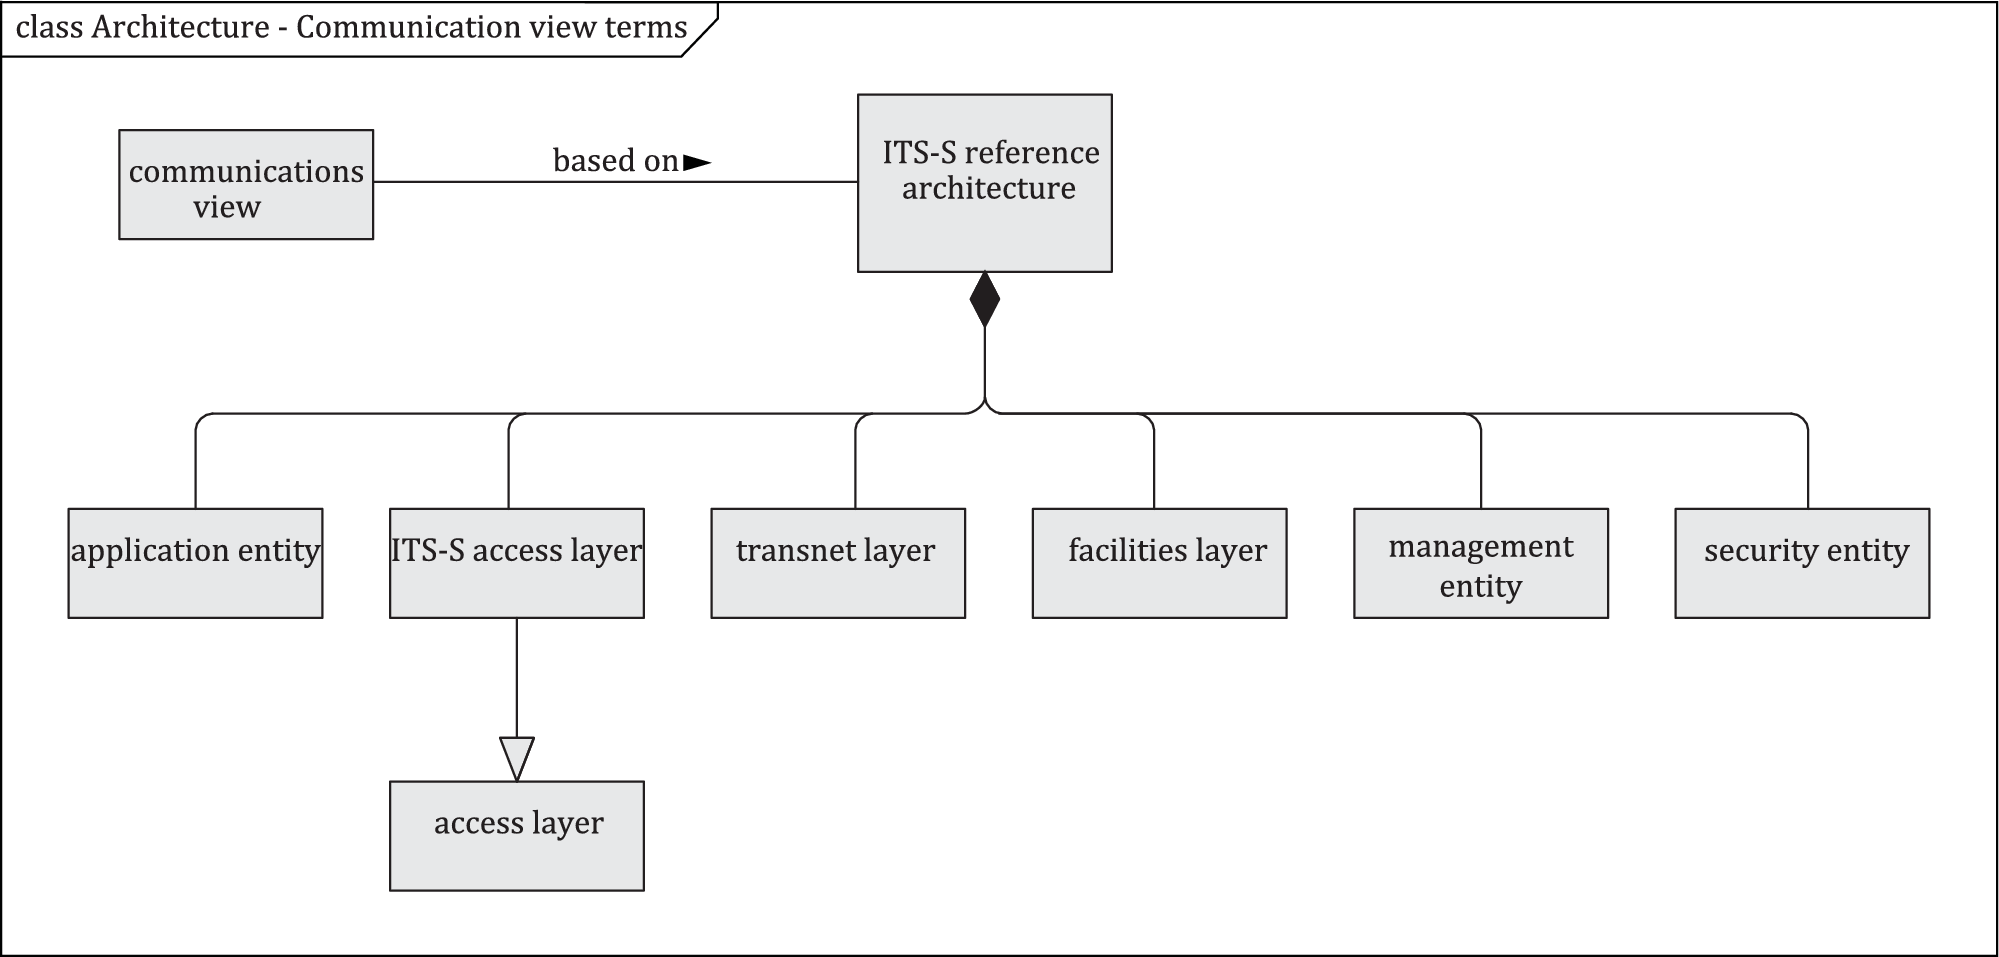 class Architecture - Communication view terms
communications
view
based on
ITS-S reference
architecture
application entity
ITS-S access layer
transnet layer
facilities layer
management
entity
security entity
access layer